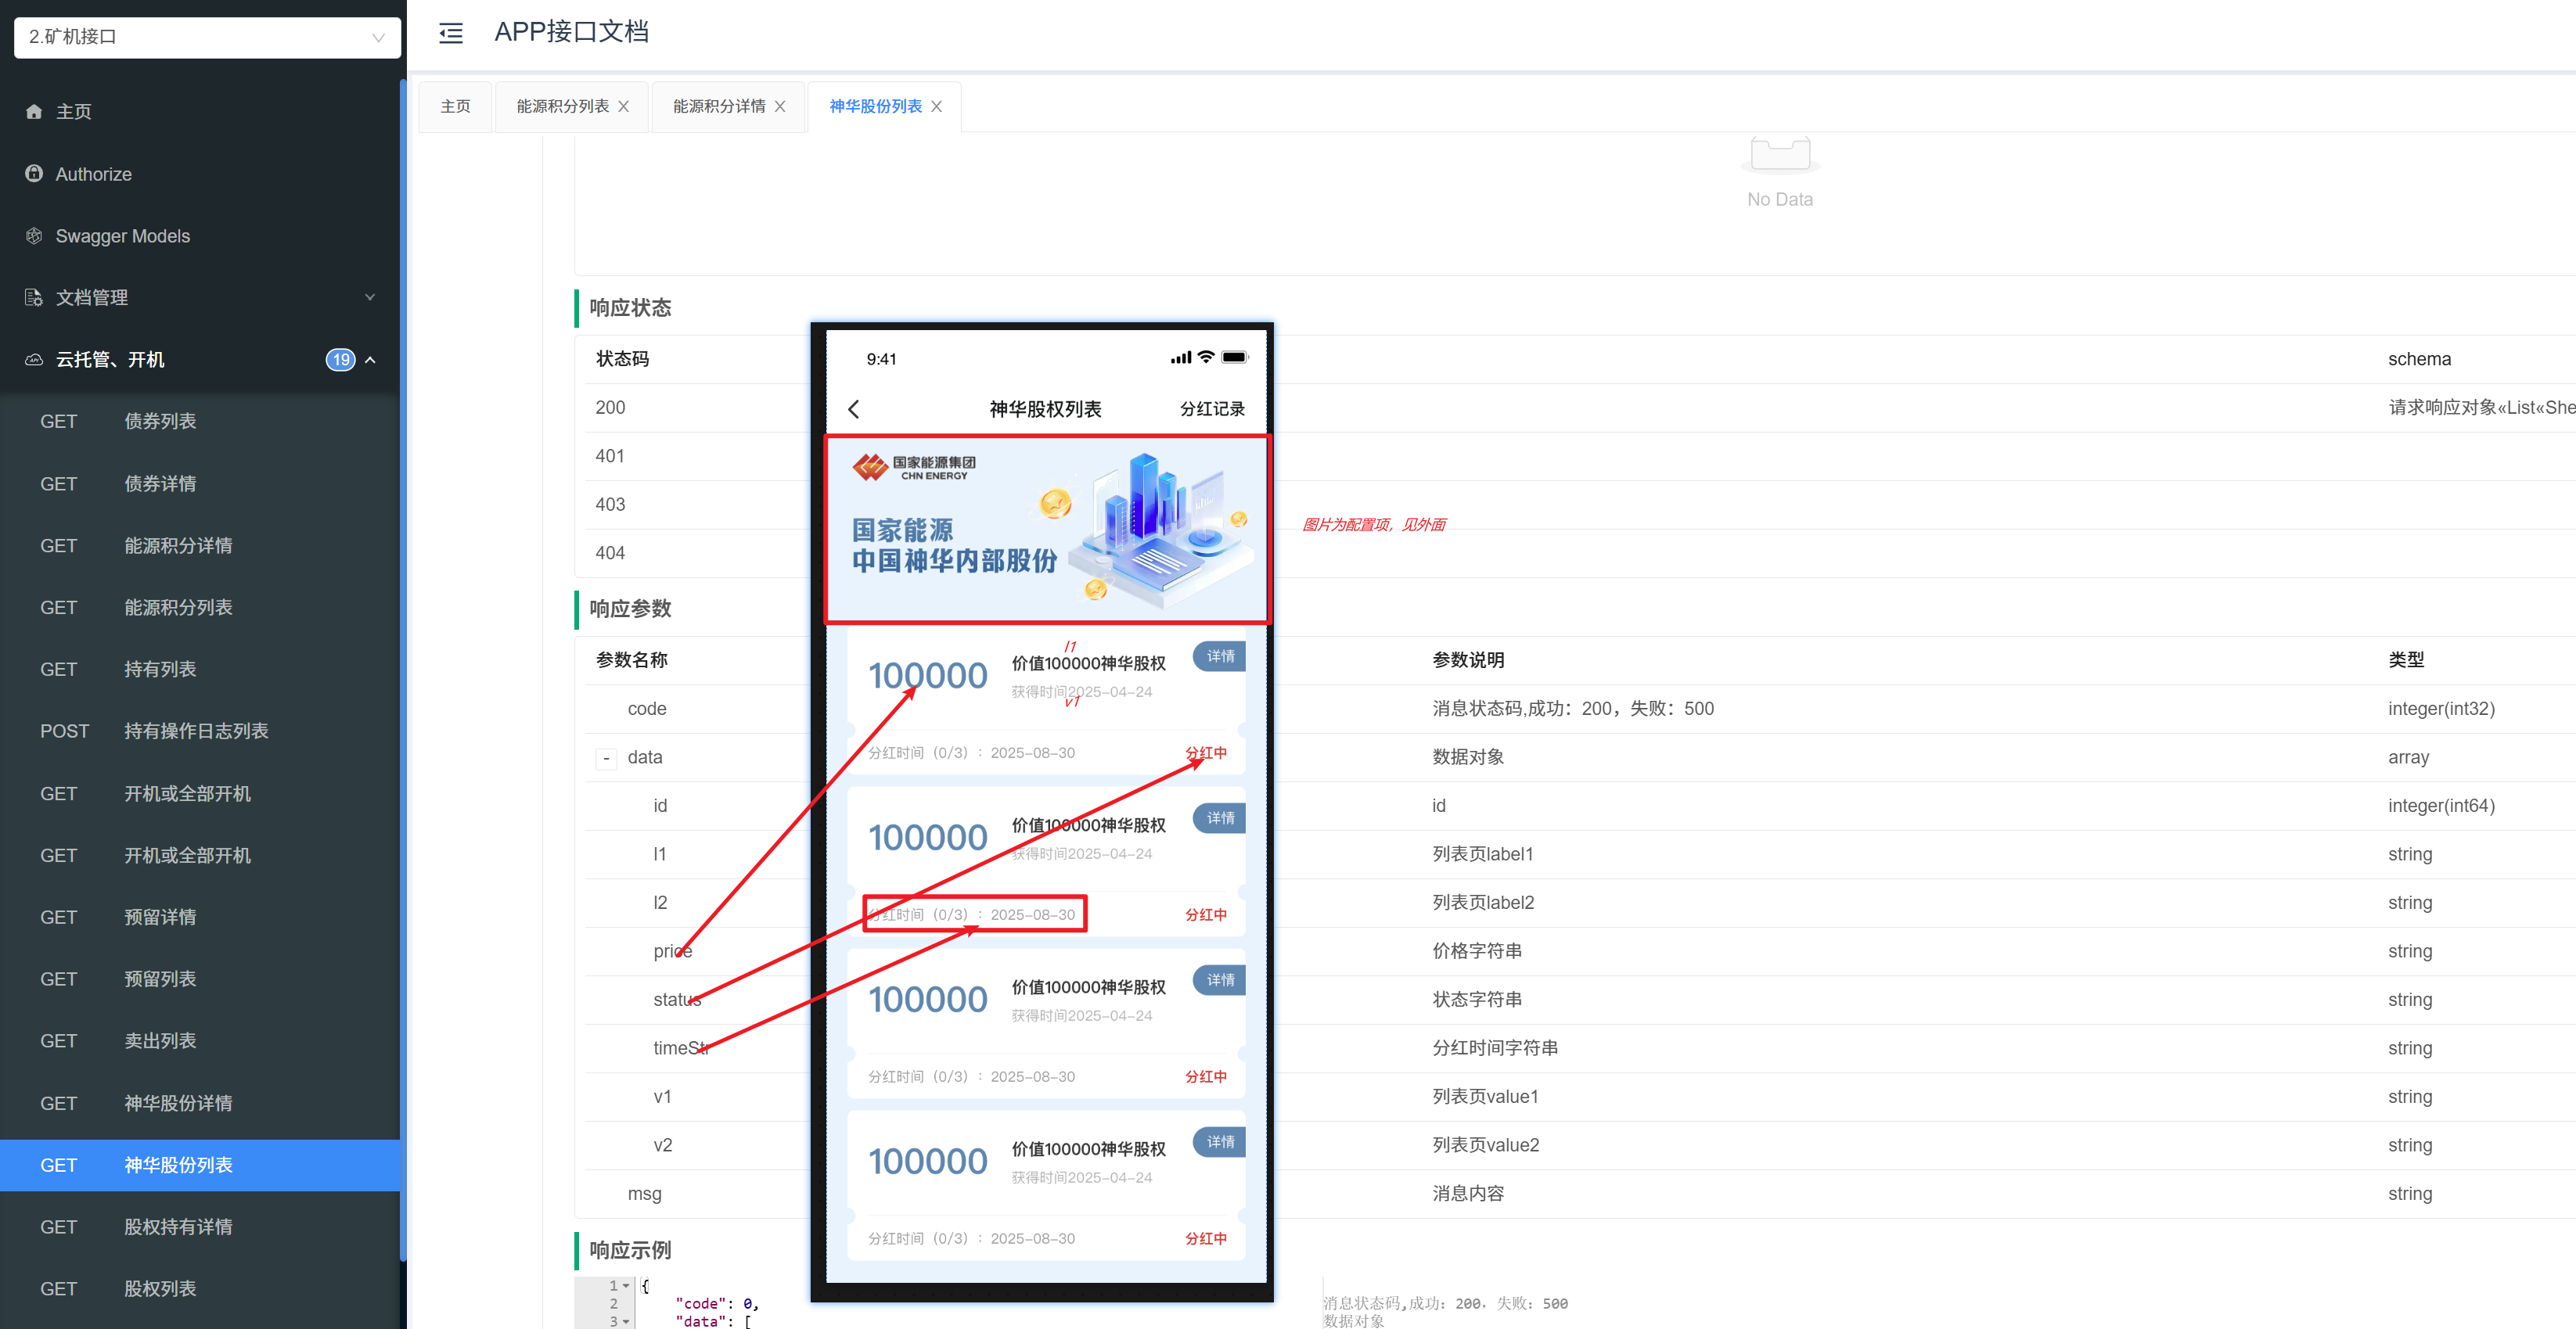 2.矿机接口
主页
Authorize
Swagger Models
文档管理
云托管、开机 19
GET 债券列表
GET 债券详情
GET 能源积分详情
GET 能源积分列表
GET 持有列表
POST 持有操作日志列表
GET 开机或全部开机
GET 开机或全部开机
GET 预留详情
GET 预留列表
GET 卖出列表
GET 神华股份详情
GET 神华股份列表
GET 股权持有详情
GET 股权列表
APP接口文档
主页 能源积分列表 能源积分详情 神华股份列表
No Data
响应状态
状态码 schema
200 请求响应对象«List«She
401
403
404
响应参数
参数名称 参数说明 类型
code 消息状态码,成功：200，失败：500 integer(int32)
- data 数据对象 array
id id integer(int64)
l1 列表页label1 string
l2 列表页label2 string
price 价格字符串 string
status 状态字符串 string
timeStr 分红时间字符串 string
v1 列表页value1 string
v2 列表页value2 string
msg 消息内容 string
响应示例
1 {
2 "code": 0, 消息状态码,成功：200，失败：500
3 "data": [ 数据对象
9:41
神华股权列表 分红记录
国家能源集团
CHN ENERGY
国家能源
中国神华内部股份
图片为配置项，见外面
l1
100000 价值100000神华股权 详情
获得时间2025-04-24
v1
分红时间（0/3）：2025-08-30 分红中
100000 价值100000神华股权 详情
获得时间2025-04-24
分红时间（0/3）：2025-08-30 分红中
100000 价值100000神华股权 详情
获得时间2025-04-24
分红时间（0/3）：2025-08-30 分红中
100000 价值100000神华股权 详情
获得时间2025-04-24
分红时间（0/3）：2025-08-30 分红中